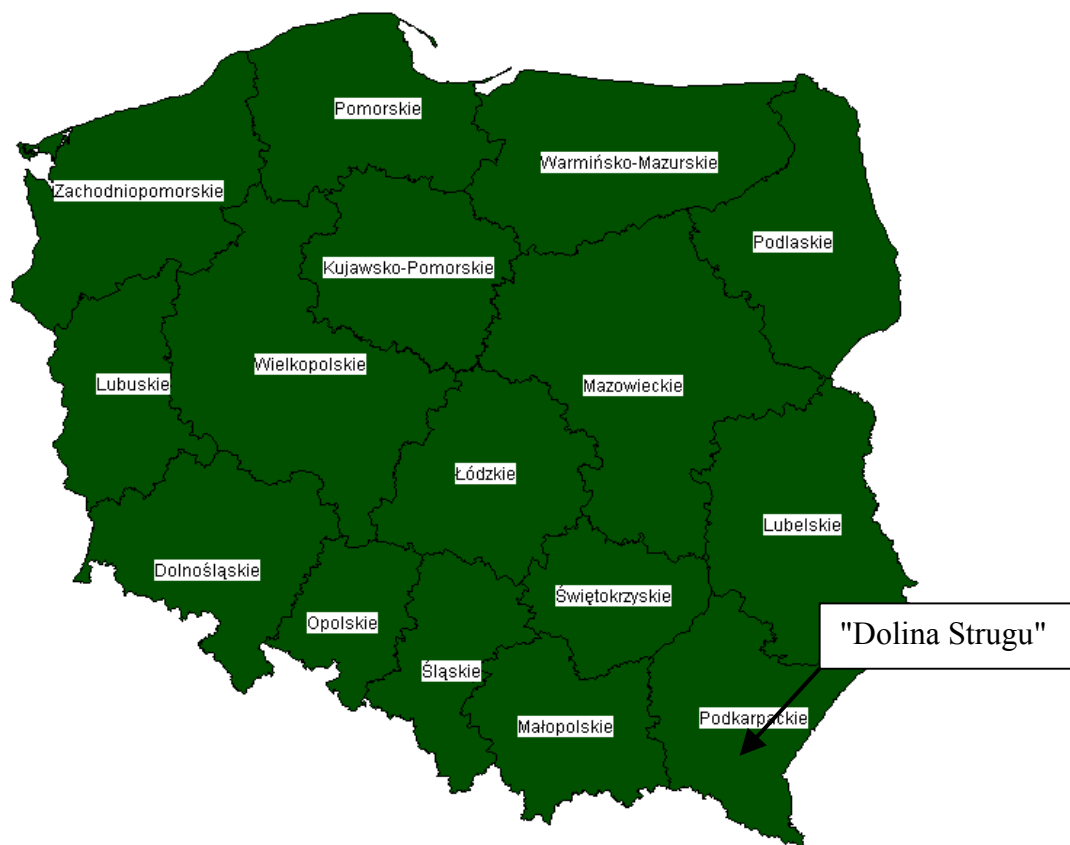 Pomorskie
Warmińsko-Mazurskie
Zachodniopomorskie
Podlaskie
Kujawsko-Pomorskie
Wielkopolskie
Lubuskie
Mazowieckie
Łódzkie
Lubelskie
Dolnośląskie
Świętokrzyskie
Opolskie
"Dolina Strugu"
Śląskie
Podkarpackie
Małopolskie